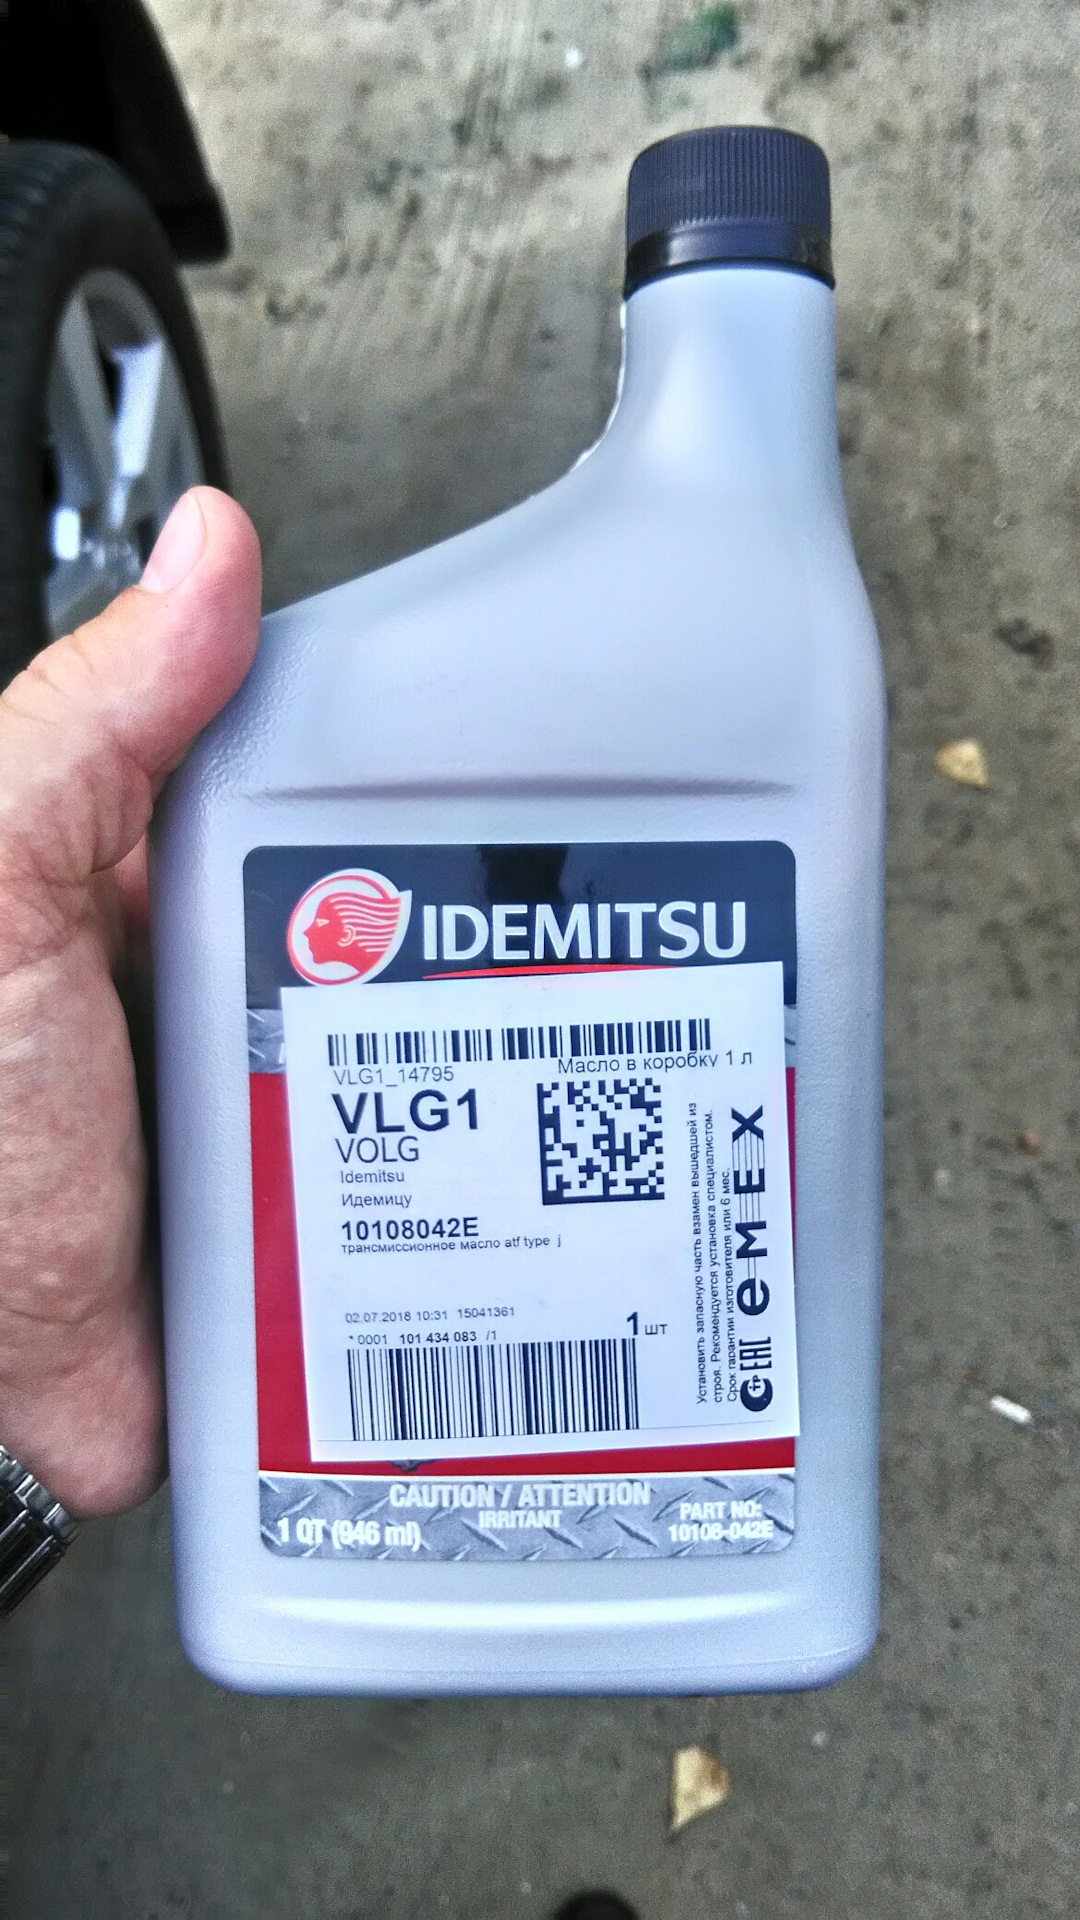 IDEMITSU
VLG1_14795
Масло в коробку 1 л
VLG1
VOLG
Idemitsu
Идемицу
10108042E
трансмиссионное масло atf type j
02.07.2018 10:31 15041361
*0001 101 434 083 /1
1 шт
Установить запасную часть взамен вышедшей из
строя. Рекомендуется установка специалистом.
Срок гарантии изготовителя или 6 мес.
EAC
eMEX
CAUTION / ATTENTION
IRRITANT
1 QT (946 ml)
PART NO:
10108-042E